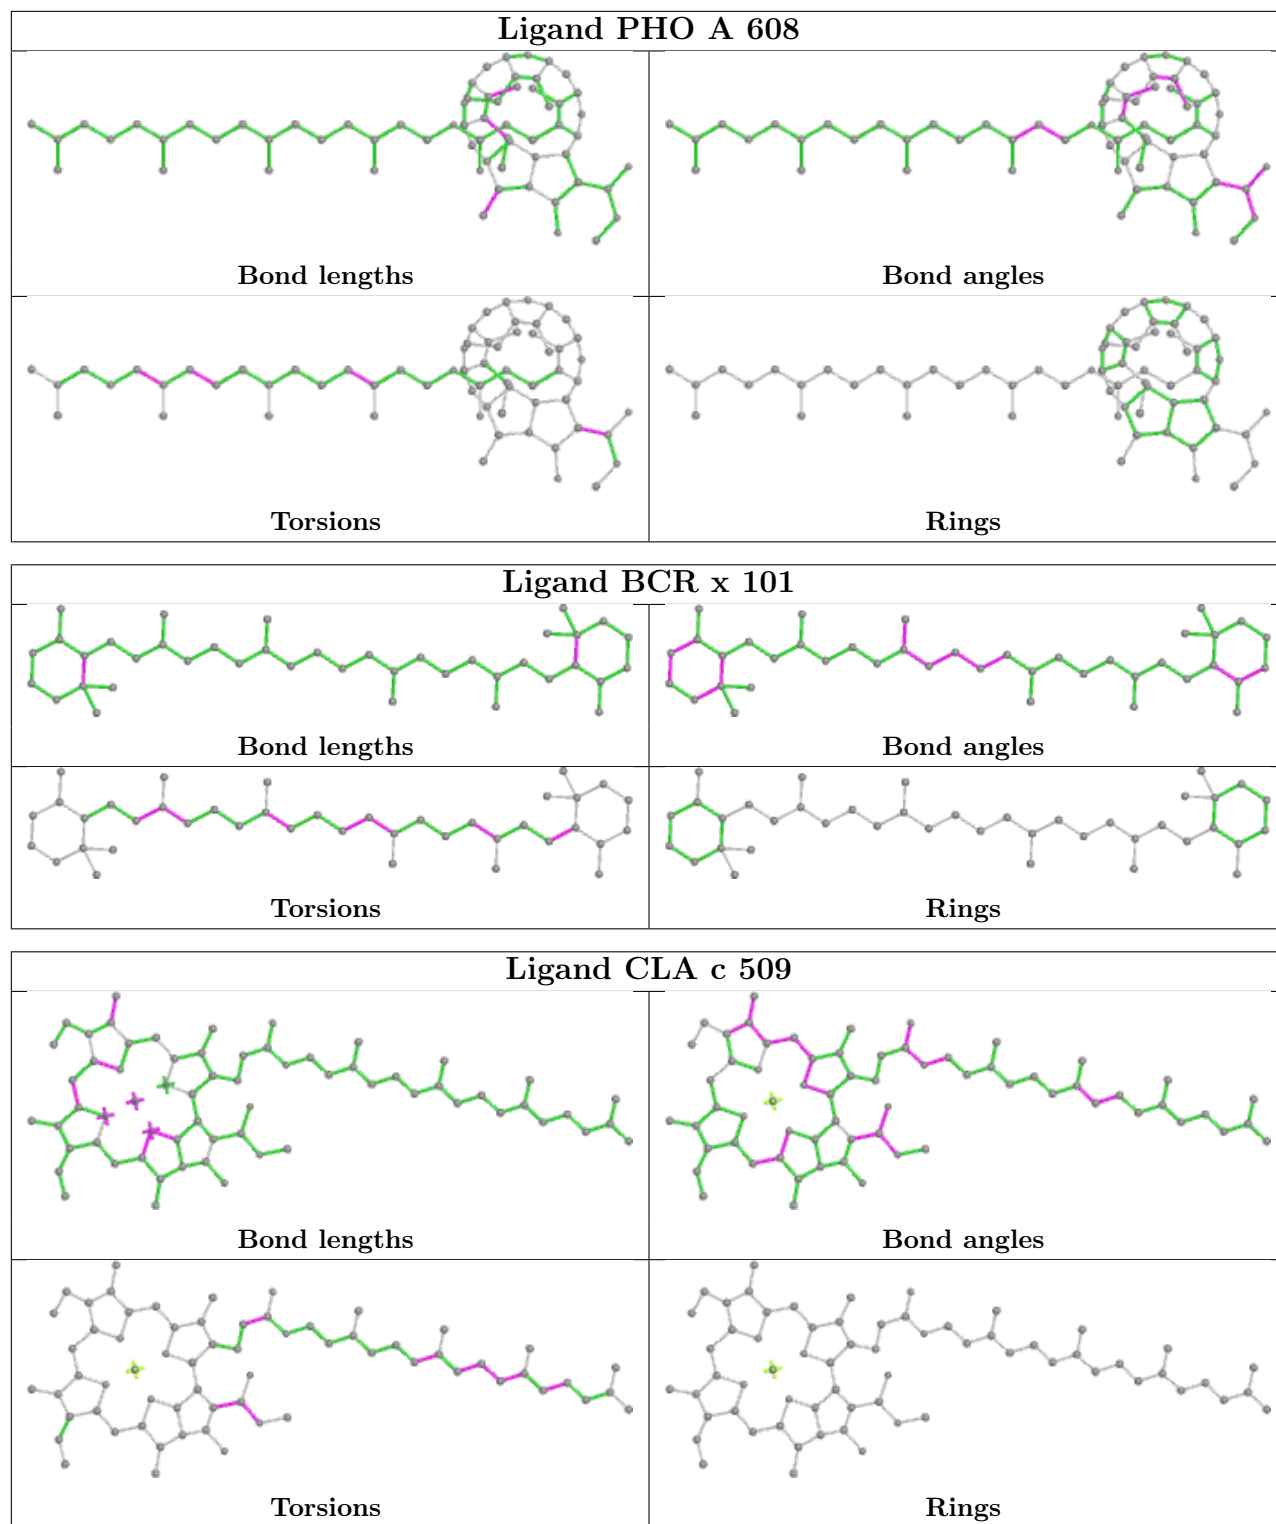 Ligand PHO A 608
Bond lengths
Bond angles
Torsions
Rings
Ligand BCR x 101
Bond lengths
Bond angles
Torsions
Rings
Ligand CLA c 509
Bond lengths
Bond angles
Torsions
Rings